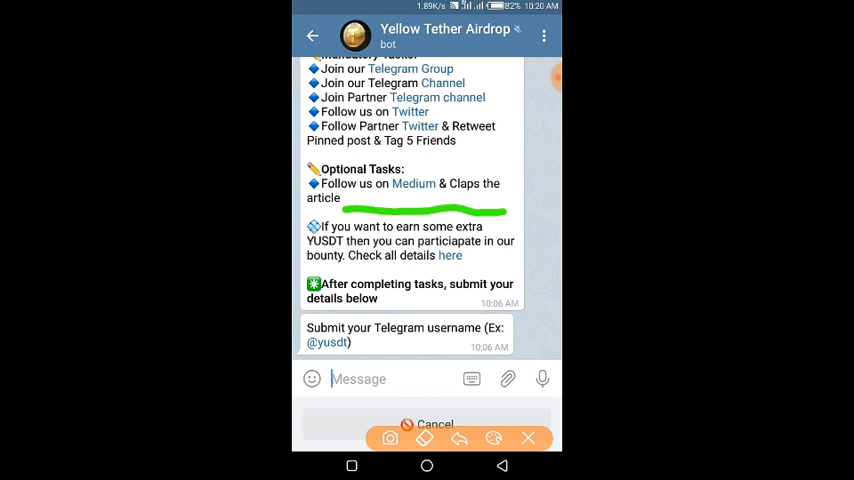 1.89K/s 82% 10:20 AM
Yellow Tether Airdrop
bot
Mandatory Tasks:
Join our Telegram Group
Join our Telegram Channel
Join Partner Telegram channel
Follow us on Twitter
Follow Partner Twitter & Retweet
Pinned post & Tag 5 Friends
Optional Tasks:
Follow us on Medium & Claps the
article
If you want to earn some extra
YUSDT then you can particiapate in our
bounty. Check all details here
After completing tasks, submit your
details below
10:06 AM
Submit your Telegram username (Ex:
@yusdt)
10:06 AM
Message
Cancel